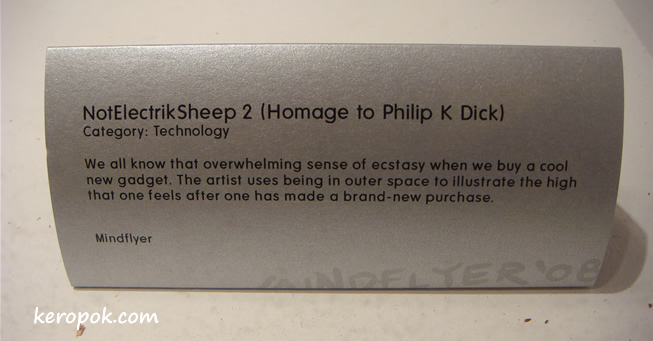 NotElectrikSheep 2 (Homage to Philip K Dick)
Category: Technology
We all know that overwhelming sense of ecstasy when we buy a cool
new gadget. The artist uses being in outer space to illustrate the high
that one feels after one has made a brand-new purchase.
Mindflyer
MINDFLYER '08
keropok.com